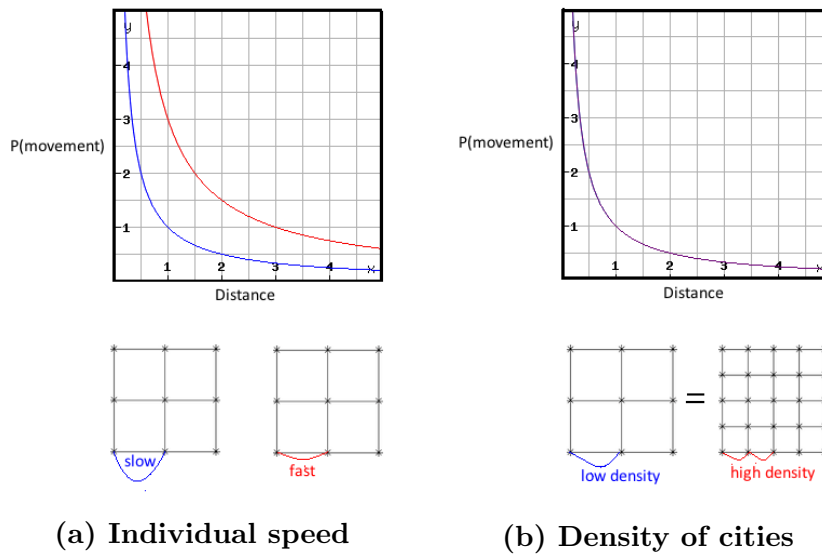 y
4
3
P(movement)
2
1
1 2 3 4 x
Distance
slow
fast
(a) Individual speed
y
4
3
P(movement)
2
1
1 2 3 4 x
Distance
=
low density
high density
(b) Density of cities